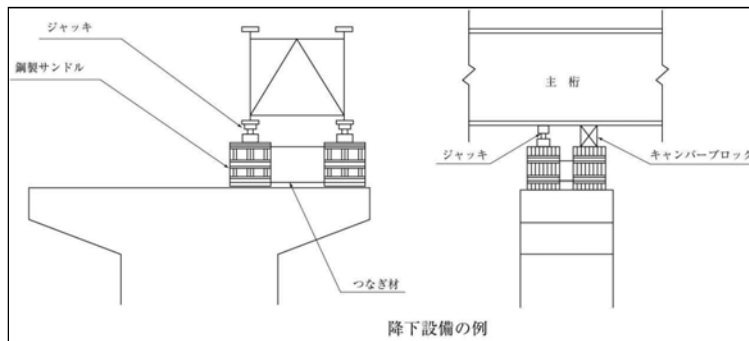 ジャッキ
鋼製サンドル
つなぎ材
主 桁
ジャッキ
キャンバーブロック
降下設備の例